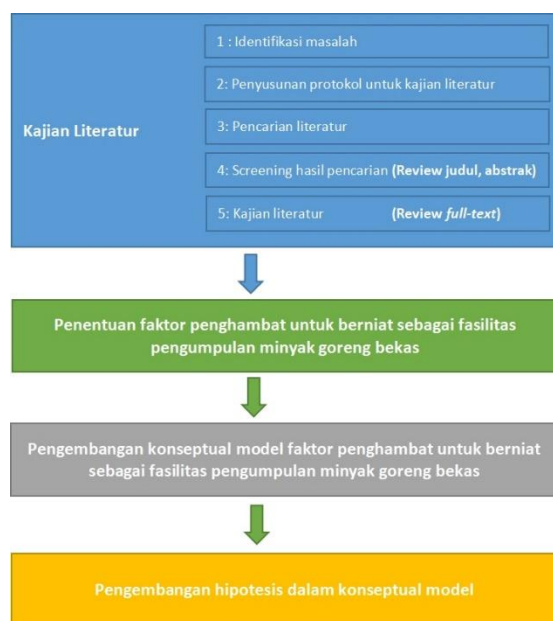 Kajian Literatur
1 : Identifikasi masalah
2: Penyusunan protokol untuk kajian literatur
3: Pencarian literatur
4: Screening hasil pencarian (Review judul, abstrak)
5: Kajian literatur (Review full-text)
Penentuan faktor penghambat untuk berniat sebagai fasilitas
pengumpulan minyak goreng bekas
Pengembangan konseptual model faktor penghambat untuk berniat
sebagai fasilitas pengumpulan minyak goreng bekas
Pengembangan hipotesis dalam konseptual model